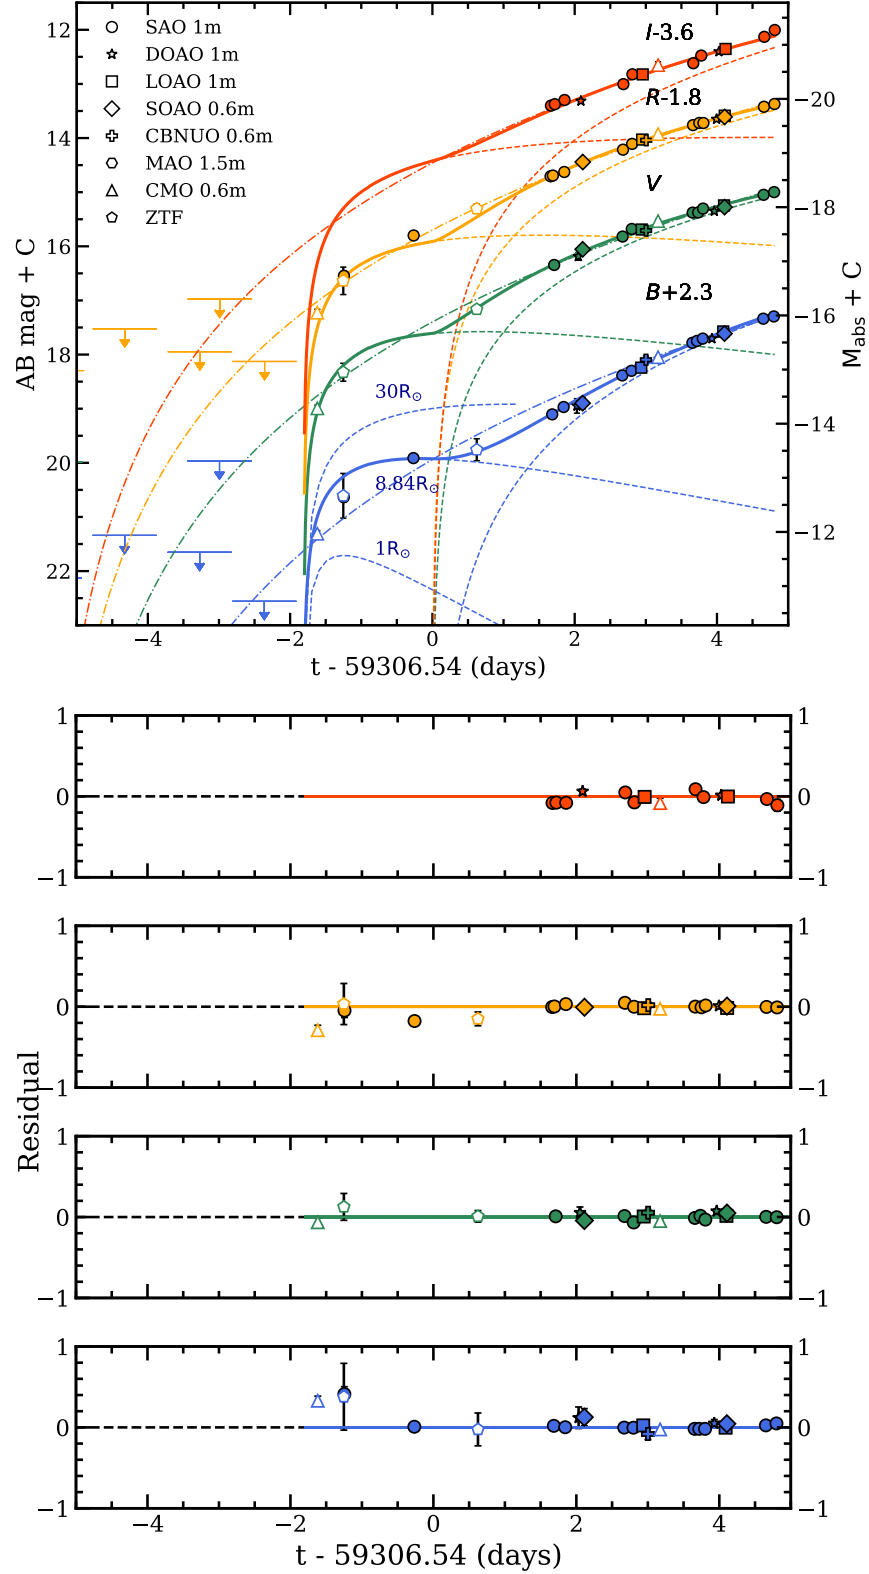 12
14
16
18
20
22
AB mag + C
SAO 1m
DOAO 1m
LOAO 1m
SOAO 0.6m
CBNUO 0.6m
MAO 1.5m
CMO 0.6m
ZTF
I-3.6
R-1.8
V
B+2.3
30R☉
8.84R☉
1R☉
−20
−18
−16
−14
−12
M_abs + C
−4 −2 0 2 4
t - 59306.54 (days)
Residual
1 1
0 0
−1 −1
1 1
0 0
−1 −1
1 1
0 0
−1 −1
1 1
0 0
−1 −1
−4 −2 0 2 4
t - 59306.54 (days)